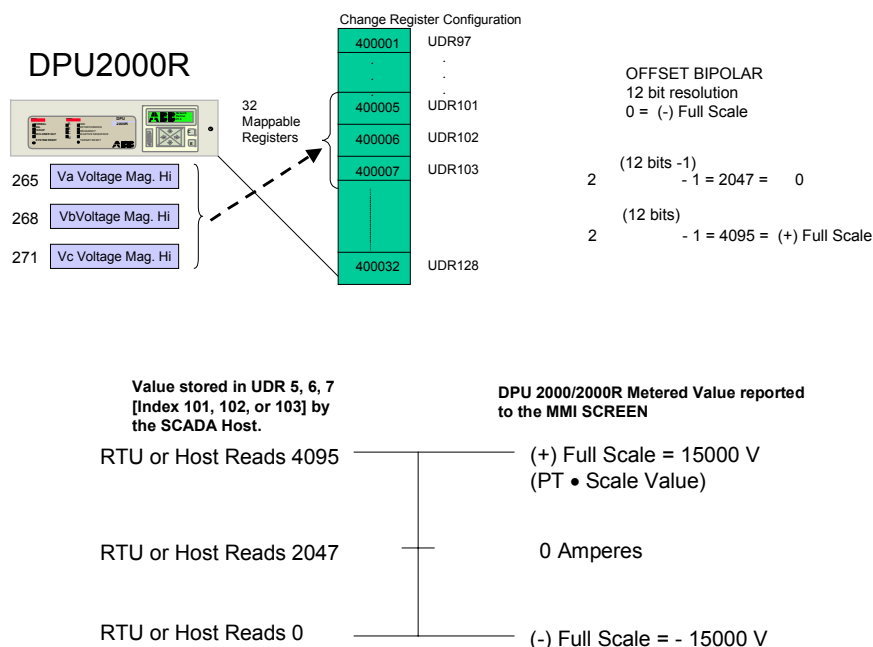 Change Register Configuration
DPU2000R
400001 UDR97
400005 UDR101
400006 UDR102
400007 UDR103
400032 UDR128
32
Mappable
Registers
ABB
ABB
265 Va Voltage Mag. Hi
268 VbVoltage Mag. Hi
271 Vc Voltage Mag. Hi
OFFSET BIPOLAR
12 bit resolution
0 = (-) Full Scale
(12 bits -1)
2 - 1 = 2047 = 0
(12 bits)
2 - 1 = 4095 = (+) Full Scale
Value stored in UDR 5, 6, 7
[Index 101, 102, or 103] by
the SCADA Host.
DPU 2000/2000R Metered Value reported
to the MMI SCREEN
RTU or Host Reads 4095
(+) Full Scale = 15000 V
(PT • Scale Value)
RTU or Host Reads 2047
0 Amperes
RTU or Host Reads 0
(-) Full Scale = - 15000 V